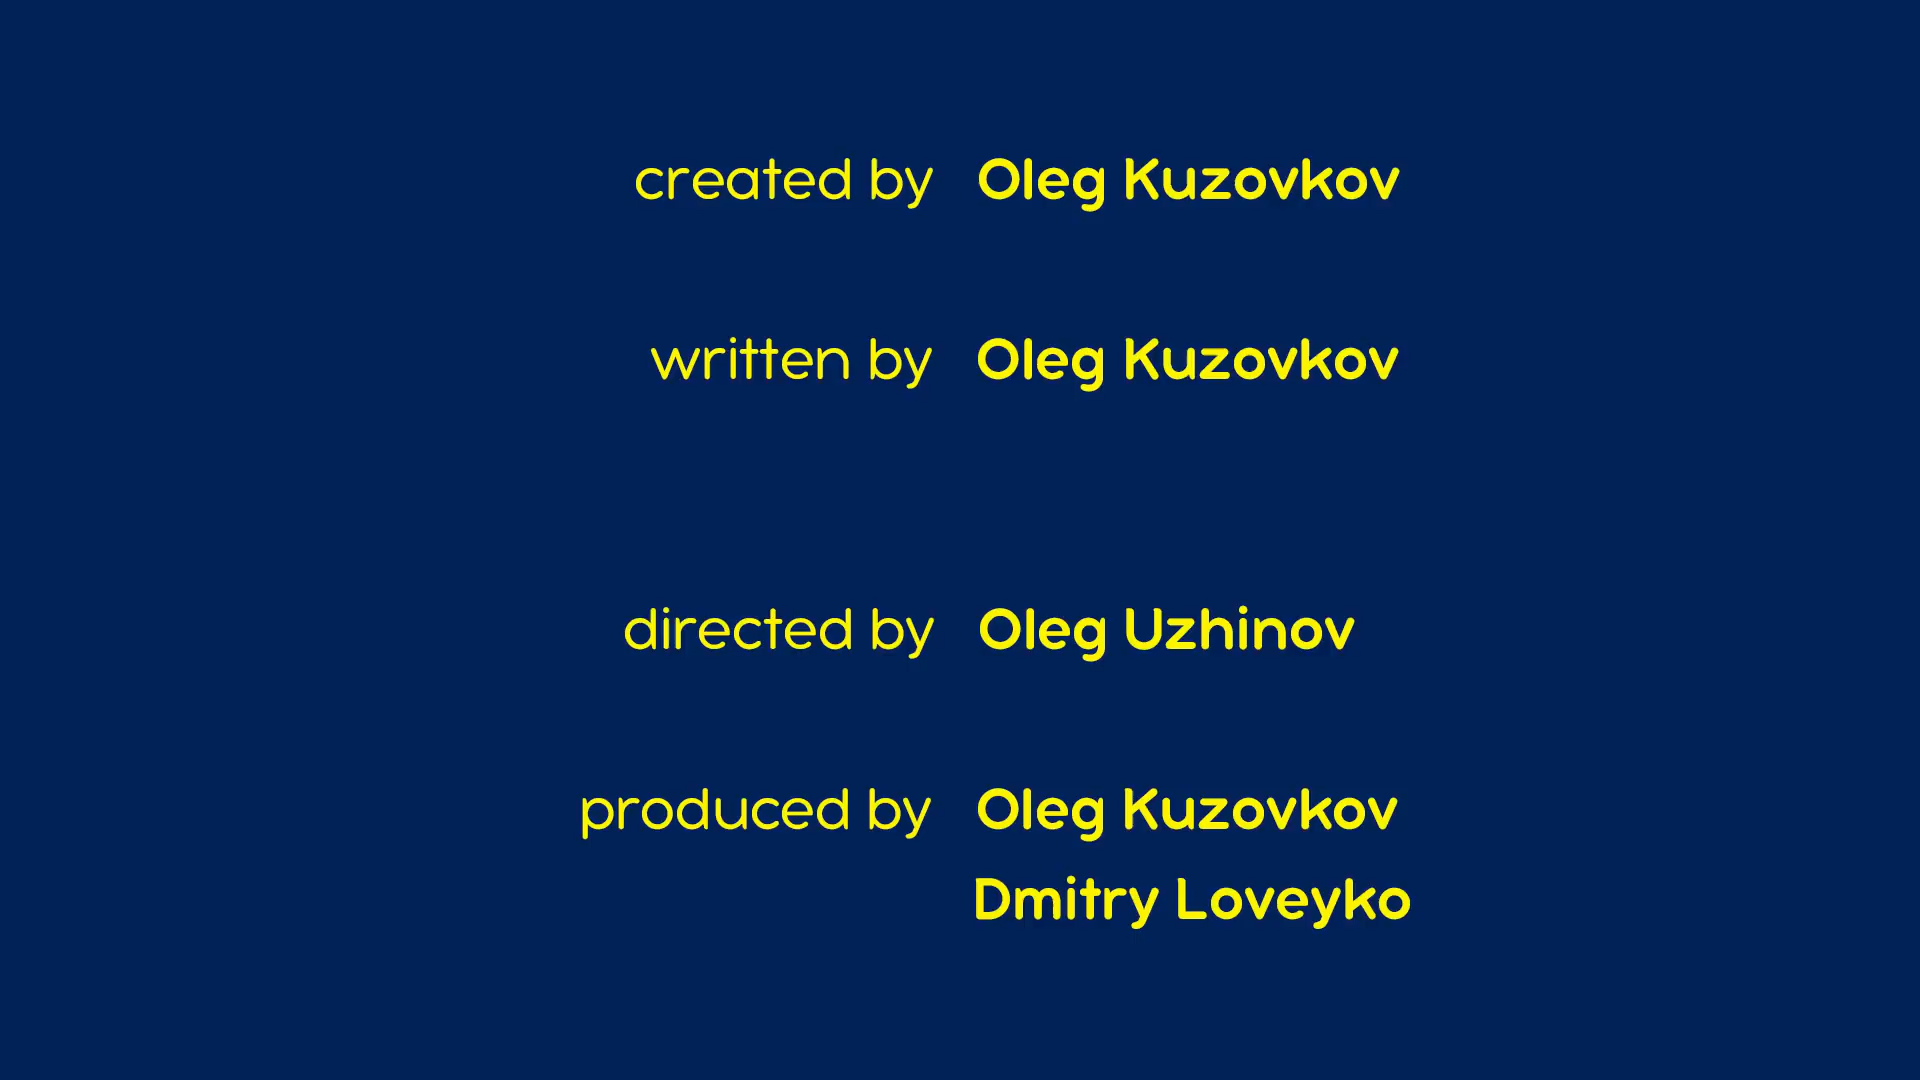 created by Oleg Kuzovkov
written by Oleg Kuzovkov
directed by Oleg Uzhinov
produced by Oleg Kuzovkov
Dmitry Loveyko